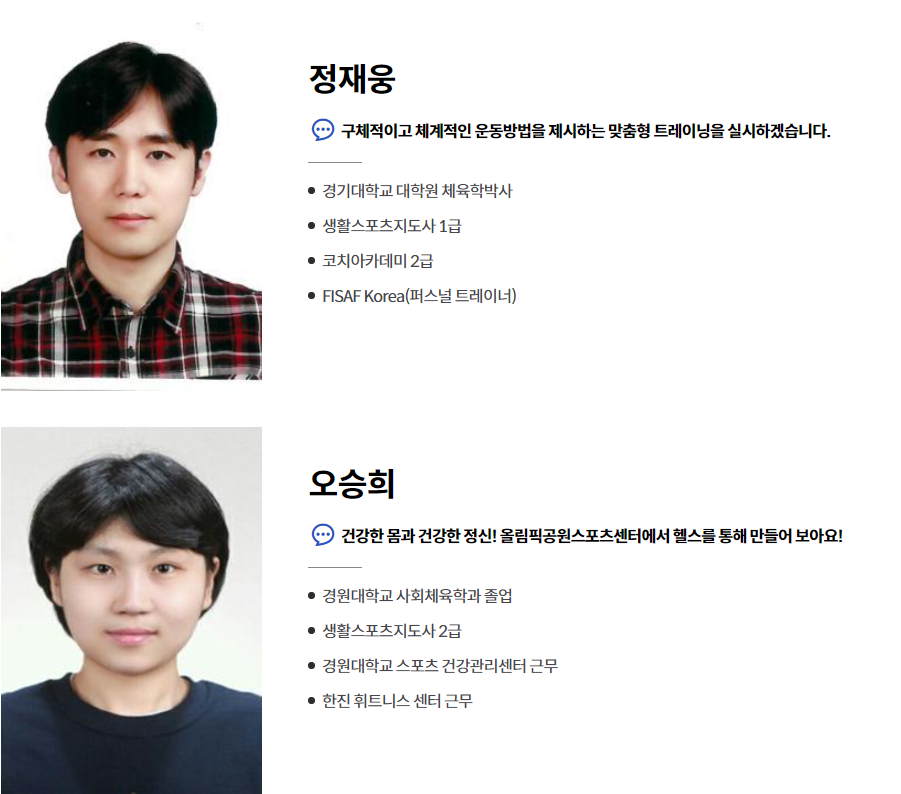 정재웅
구체적이고 체계적인 운동방법을 제시하는 맞춤형 트레이닝을 실시하겠습니다.
경기대학교 대학원 체육학박사
생활스포츠지도사 1급
코치아카데미 2급
FISAF Korea(퍼스널 트레이너)
오승희
건강한 몸과 건강한 정신! 올림픽공원스포츠센터에서 헬스를 통해 만들어 보아요!
경원대학교 사회체육학과 졸업
생활스포츠지도사 2급
경원대학교 스포츠 건강관리센터 근무
한진 휘트니스 센터 근무